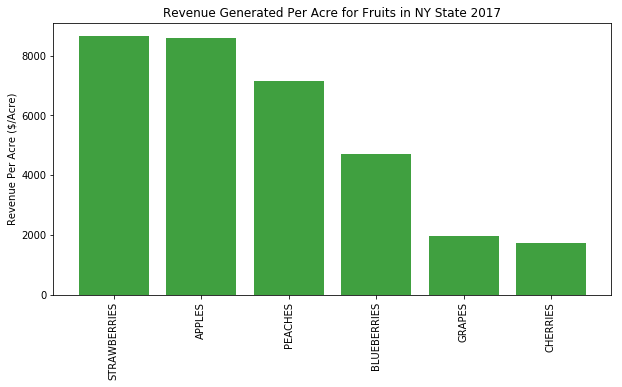 Revenue Generated Per Acre for Fruits in NY State 2017
Revenue Per Acre ($/Acre)
8000
6000
4000
2000
0
STRAWBERRIES
APPLES
PEACHES
BLUEBERRIES
GRAPES
CHERRIES